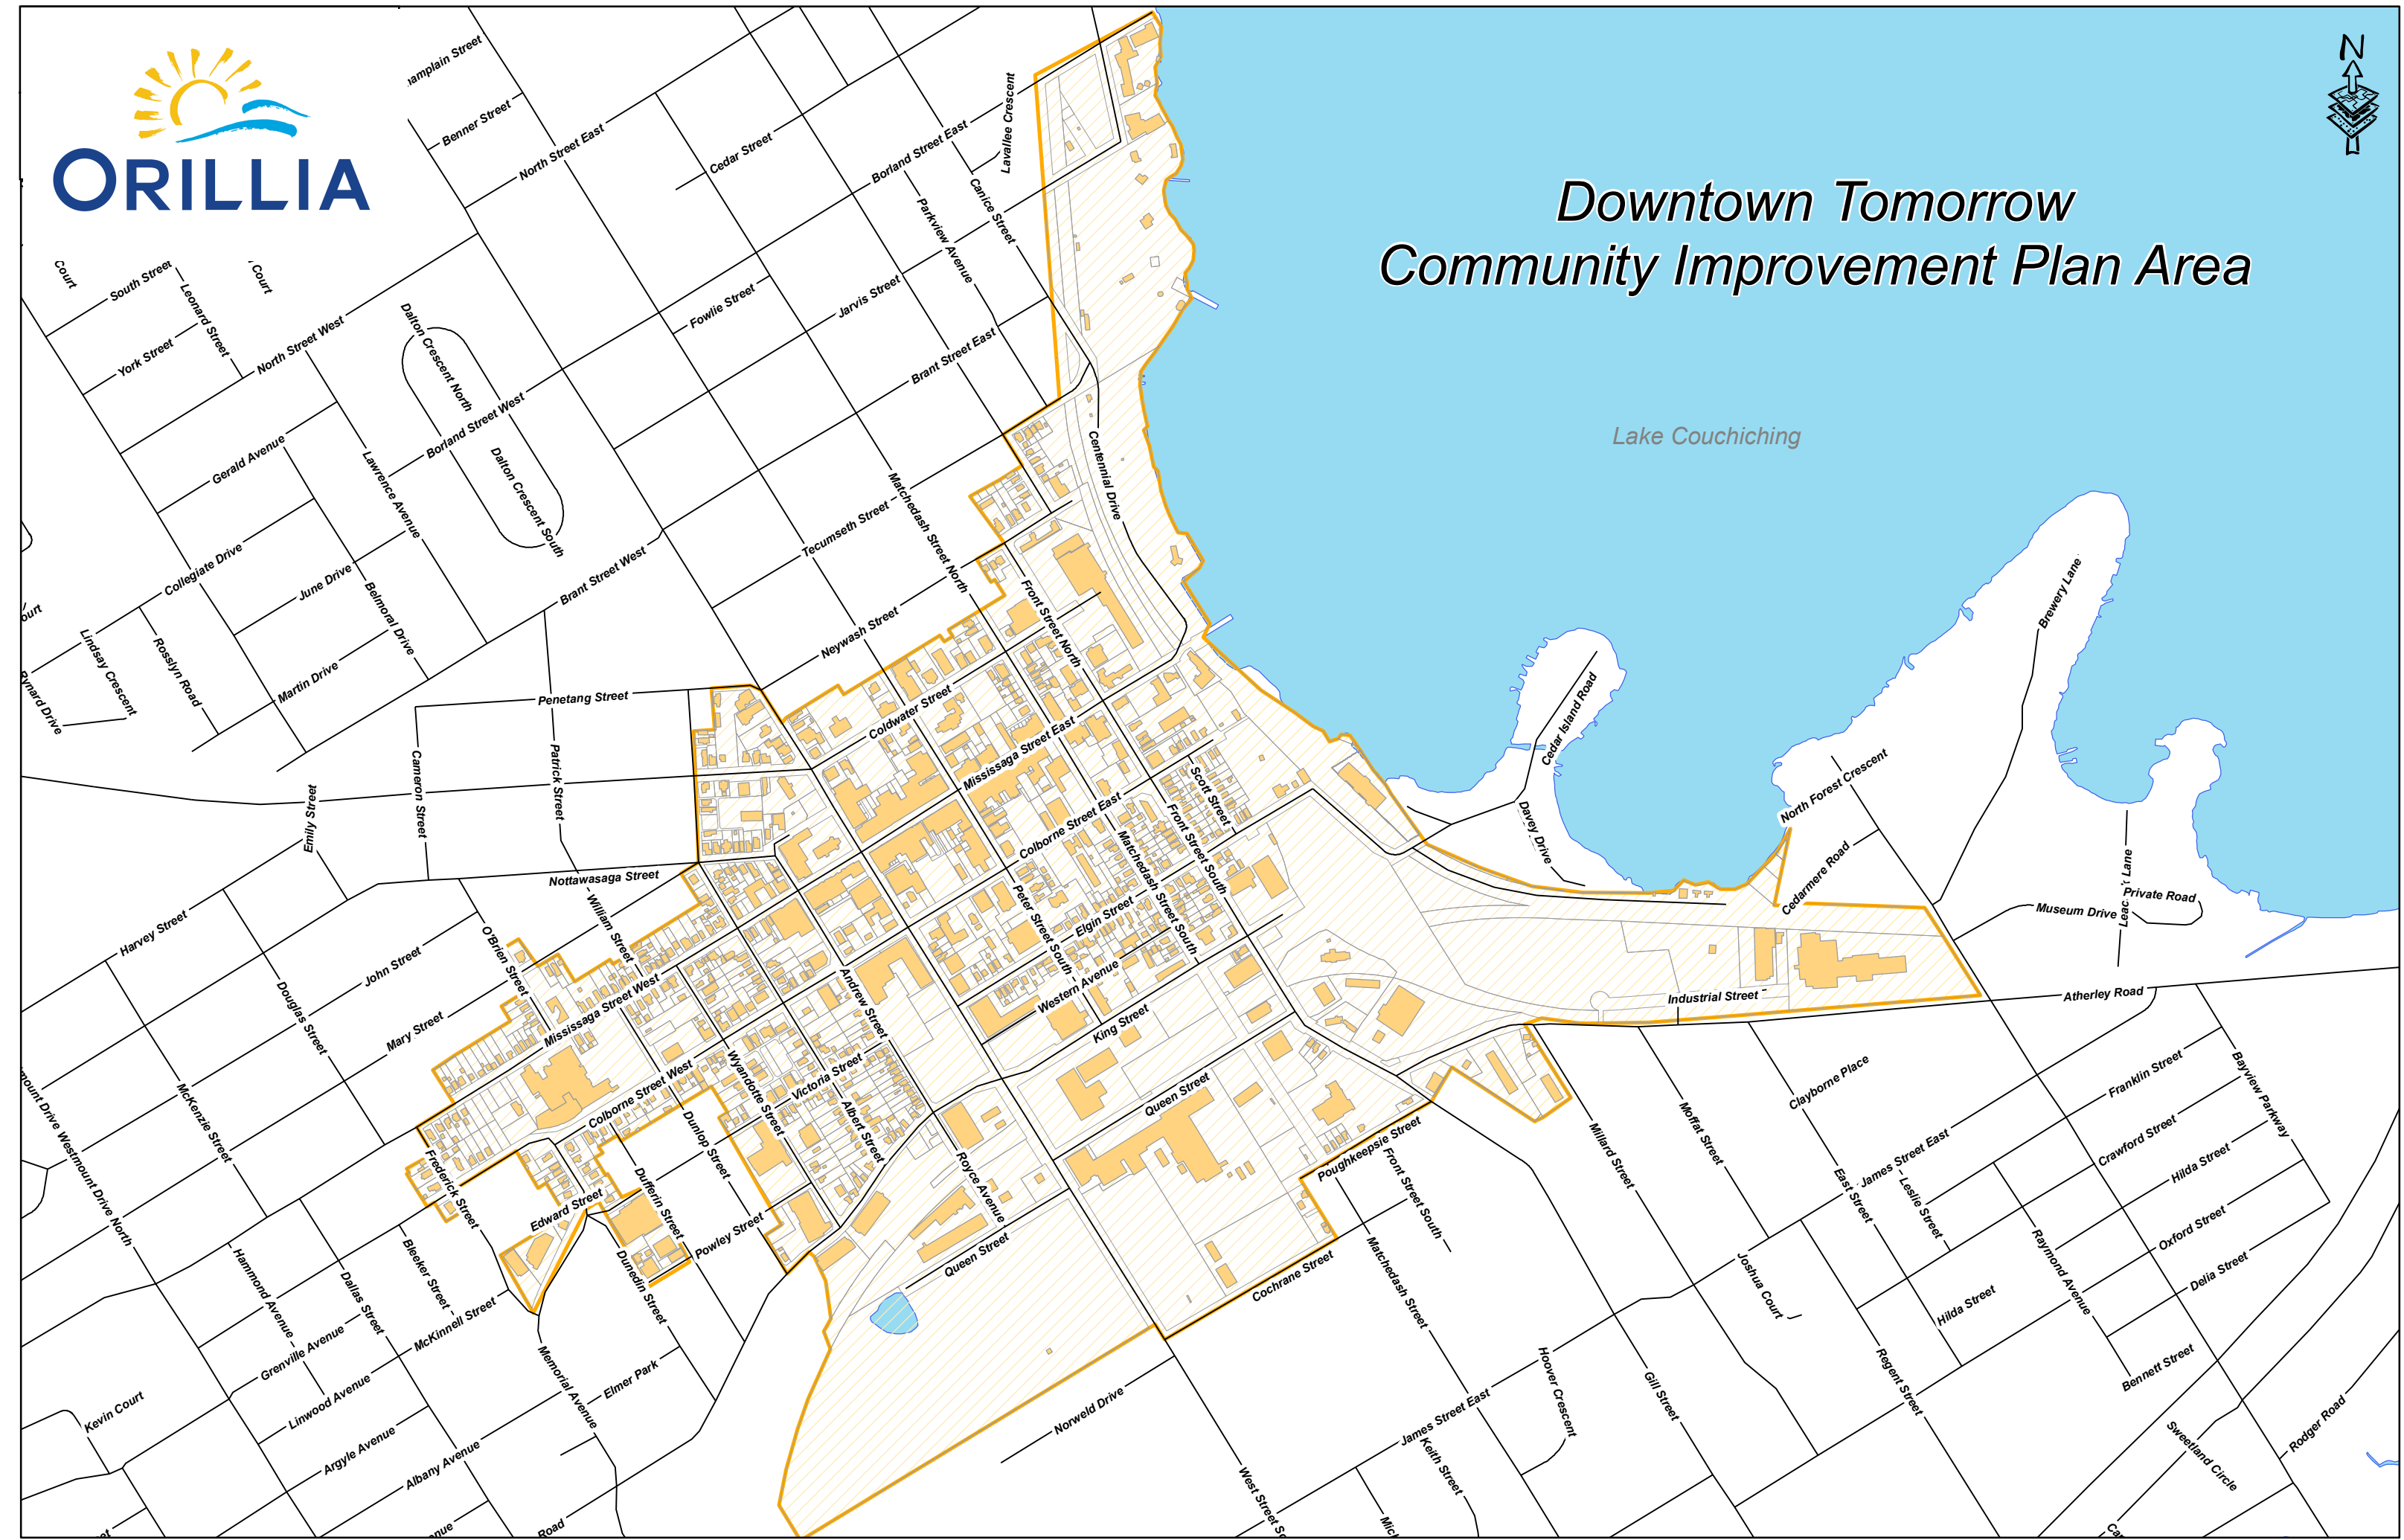 ORILLIA
N
Downtown Tomorrow
Community Improvement Plan Area
Lake Couchiching
Benner Street
North Street East
Cedar Street
Borland Street East
Lavallee Crescent
Canice Street
Parkview Avenue
Court
South Street
Leonard Street
Court
York Street
North Street West
Dalton Crescent North
Fowlie Street
Jarvis Street
Brant Street East
Gerald Avenue
Borland Street West
Lawrence Avenue
Dalton Crescent South
Matchedash Street North
Centennial Drive
Tecumseth Street
Collegiate Drive
June Drive
Belmoral Drive
Brant Street West
Lindsay Crescent
Rosslyn Road
Martin Drive
Neywash Street
Front Street North
Brewery Lane
Penetang Street
Coldwater Street
Cedar Island Road
Cameron Street
Patrick Street
Mississaga Street East
Scott Street
North Forest Crescent
Emily Street
Colborne Street East
Front Street South
Davey Drive
Matchedash Street South
Nottawasaga Street
William Street
Peter Street South
Elgin Street
Cedarmere Road
Private Road
Museum Drive
Harvey Street
John Street
O'Brien Street
Western Avenue
Industrial Street
Atherley Road
Douglas Street
Mary Street
Mississaga Street West
Andrew Street
King Street
McKenzie Street
Colborne Street West
Wyandotte Street
Victoria Street
Albert Street
Queen Street
Clayborne Place
Franklin Street
Bayview Parkway
Westmount Drive North
Frederick Street
Dunlop Street
Royce Avenue
Poughkeepsie Street
Front Street South
Millard Street
Moffat Street
James Street East
Crawford Street
Hilda Street
East Street
Leslie Street
Edward Street
Dufferin Street
Powley Street
Queen Street
Cochrane Street
Matchedash Street
Oxford Street
Delia Street
Raymond Avenue
Joshua Court
Hilda Street
Hammond Avenue
Dallas Street
Bleeker Street
McKinnell Street
Dunedin Street
Grenville Avenue
Linwood Avenue
Memorial Avenue
Elmer Park
Kevin Court
Argyle Avenue
Albany Avenue
Norweld Drive
James Street East
Hoover Crescent
Gill Street
Regent Street
Bennett Street
Keith Street
West Street
Sweetland Circle
Rodger Road
Road